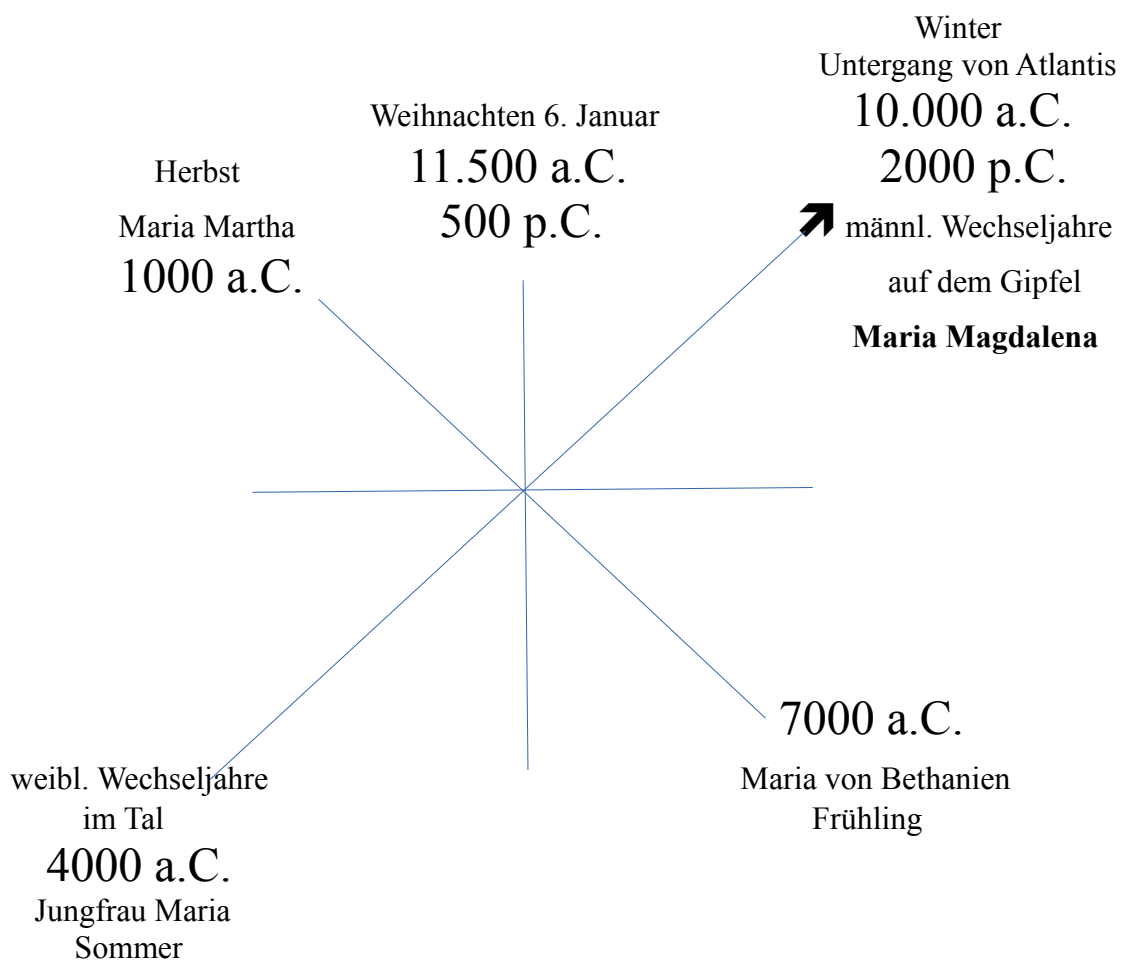 Winter
Untergang von Atlantis
10.000 a.C.
2000 p.C.
männl. Wechseljahre
auf dem Gipfel
Maria Magdalena
Weihnachten 6. Januar
11.500 a.C.
500 p.C.
Herbst
Maria Martha
1000 a.C.
7000 a.C.
Maria von Bethanien
Frühling
weibl. Wechseljahre
im Tal
4000 a.C.
Jungfrau Maria
Sommer